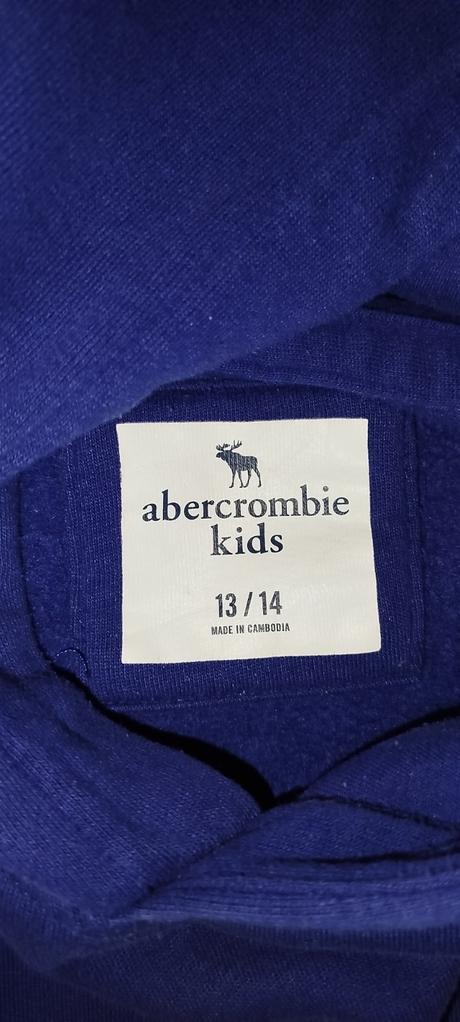 abercrombie
kids
13 / 14
MADE IN CAMBODIA